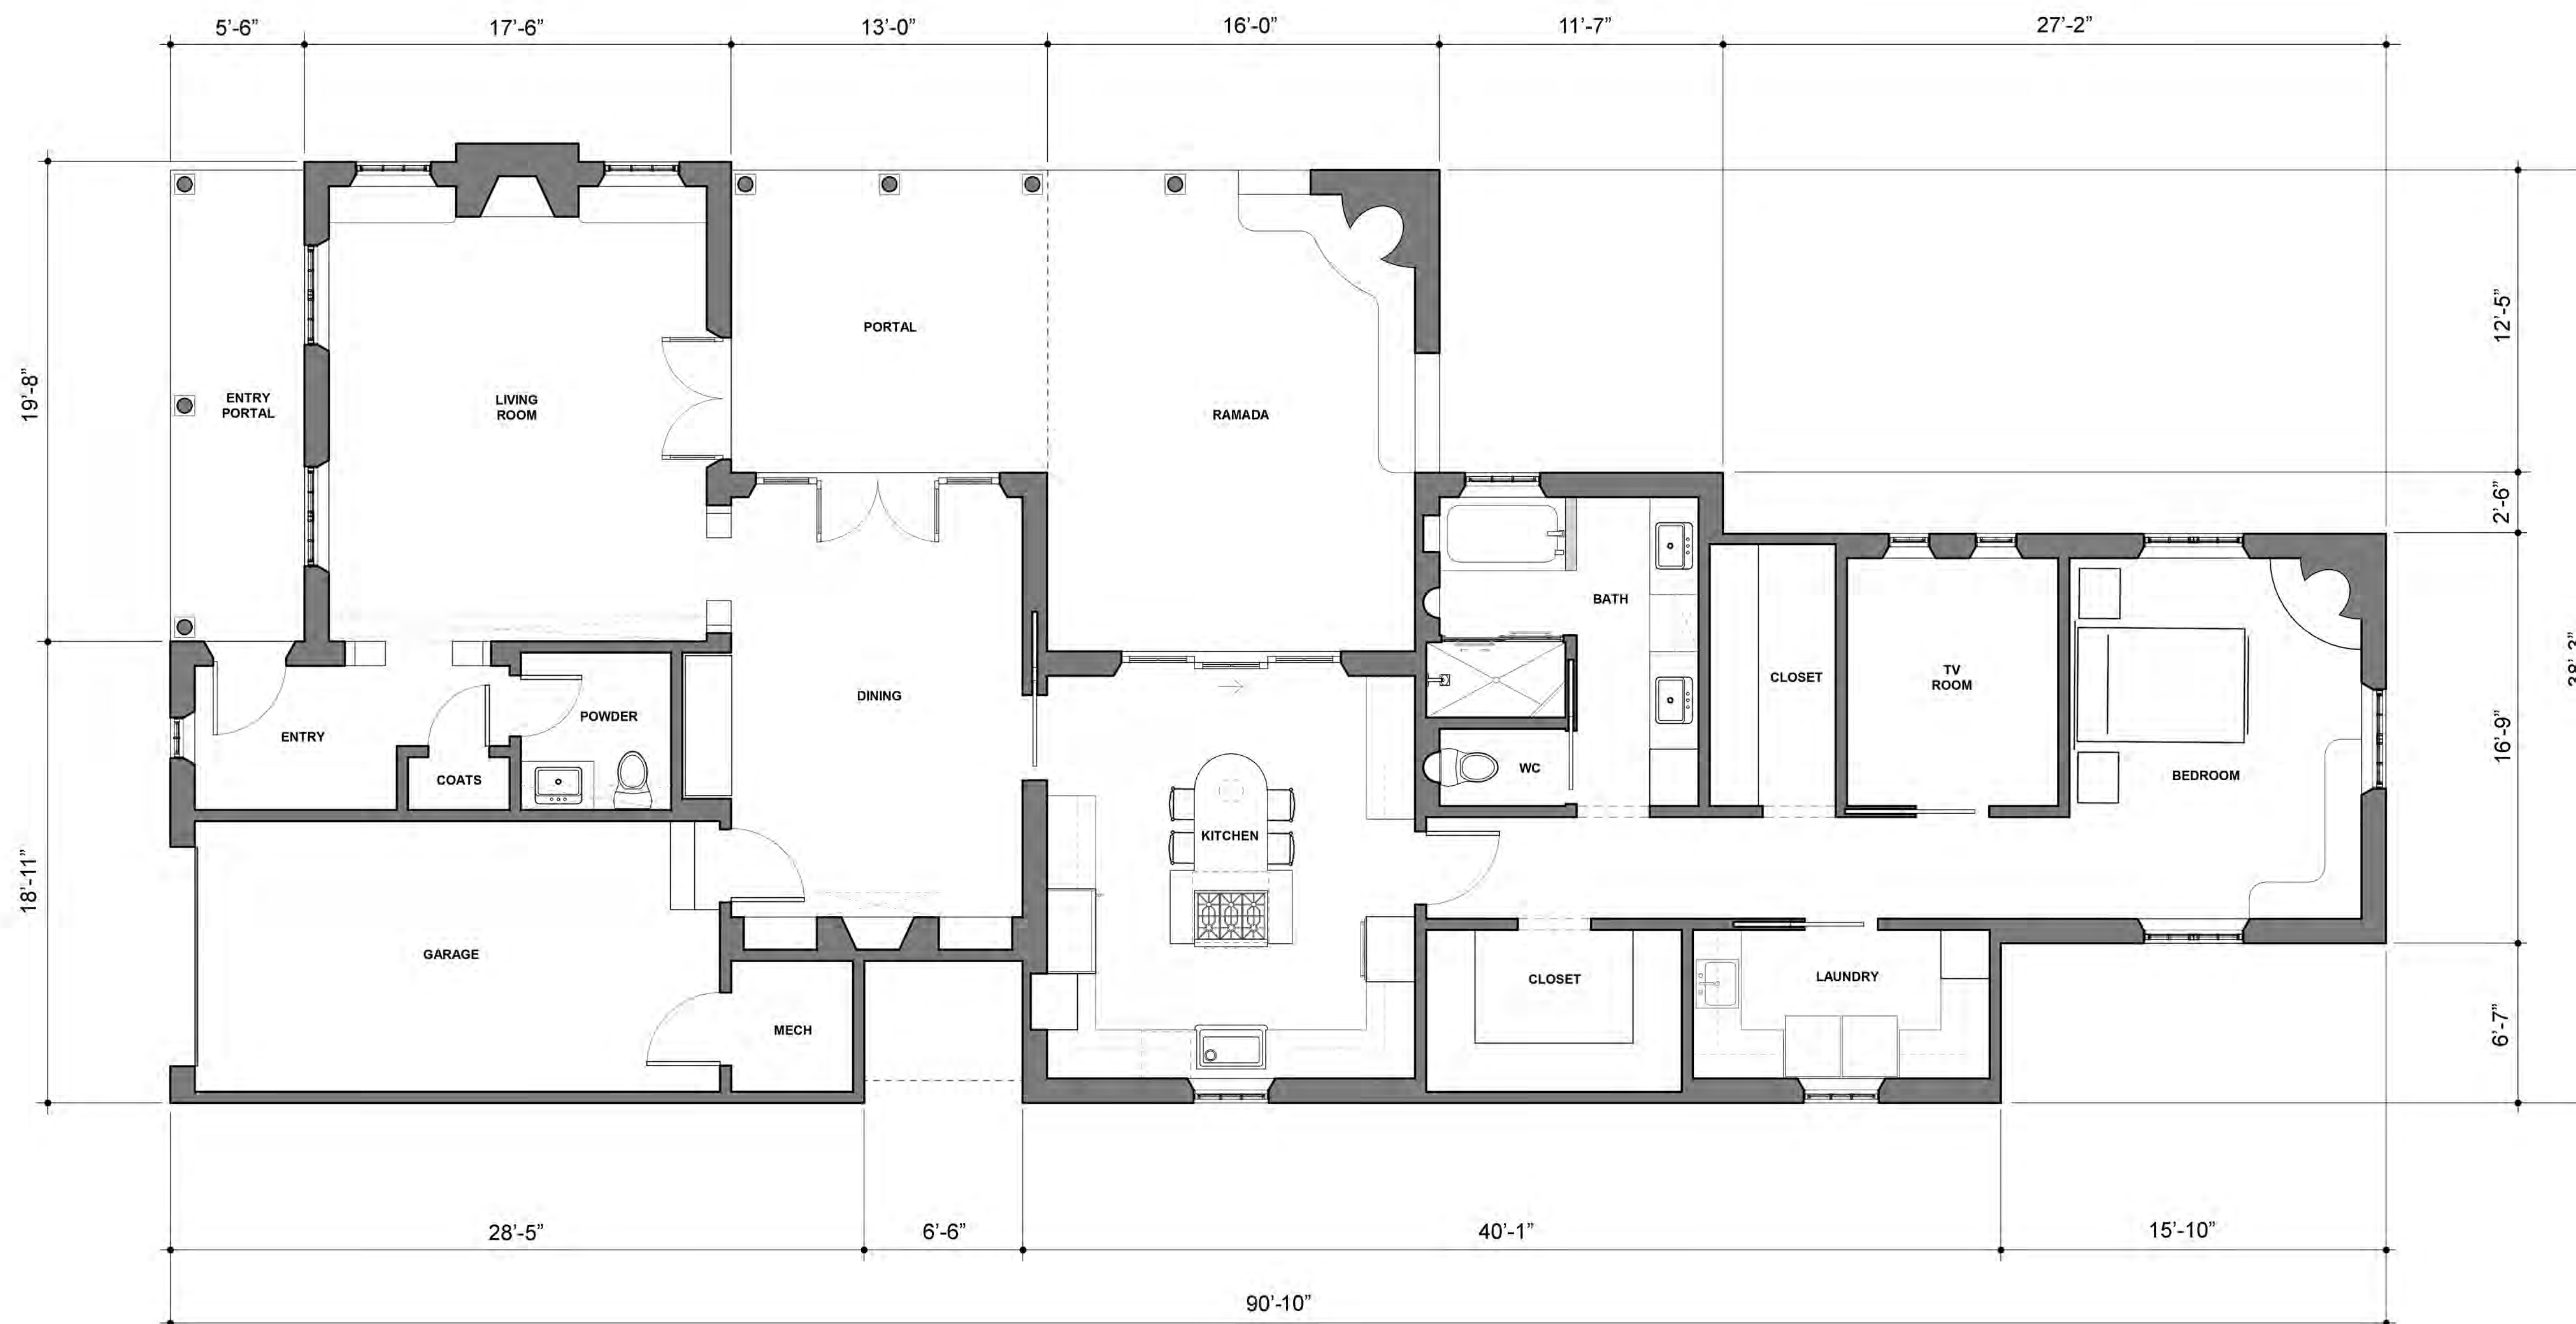 5'-6”
17'-6”
13'-0”
16'-0”
11'-7”
27'-2”
19'-8”
18'-11”
12'-5”
2'-6”
16'-9”
6'-7”
ENTRY
PORTAL
LIVING
ROOM
PORTAL
RAMADA
BATH
CLOSET
TV
ROOM
BEDROOM
DINING
POWDER
ENTRY
COATS
WC
KITCHEN
GARAGE
MECH
CLOSET
LAUNDRY
28'-5”
6'-6”
40'-1”
15'-10”
90'-10”